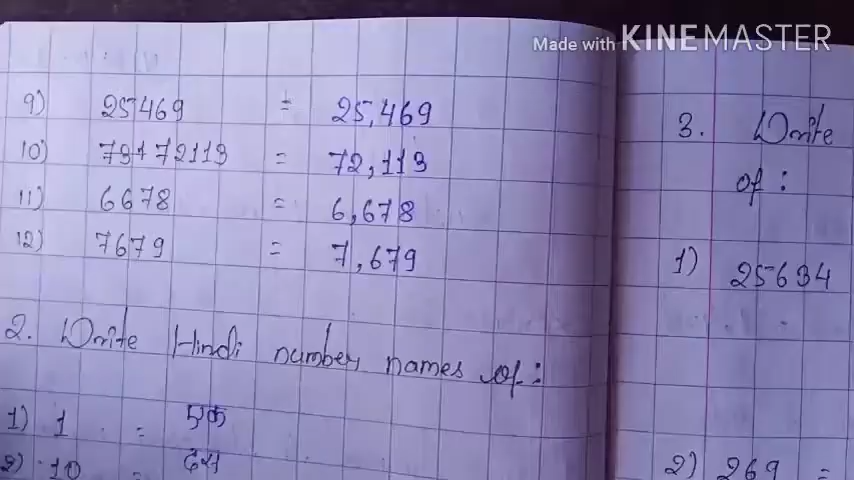 Made with KINEMASTER
9) 25469 = 25,469
10) 72113 = 72,113
11) 6678 = 6,678
12) 7679 = 7,679
2. Write Hindi number names of :
1) 1 = एक
2) 10 = दस
3. Write
of :
1) 25634
2) 269 =